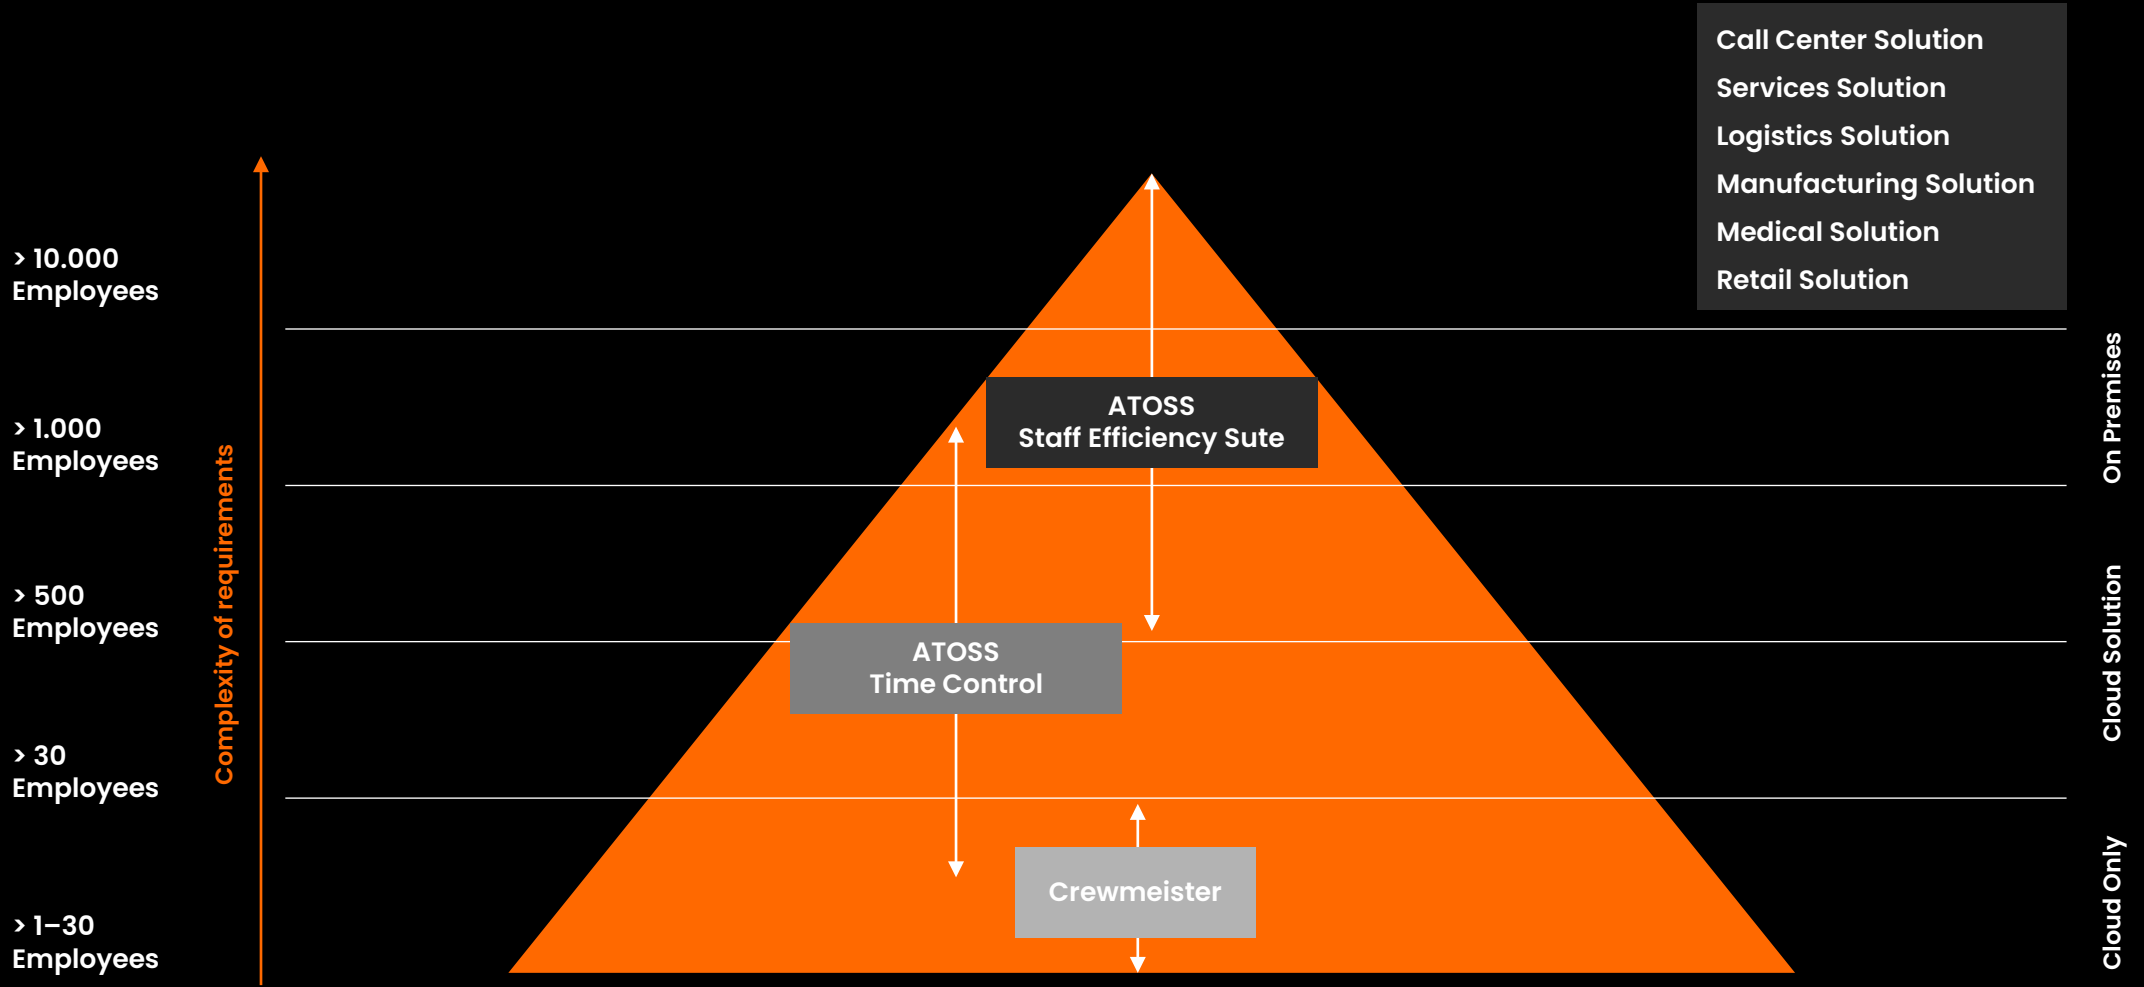 Call Center Solution
Services Solution
Logistics Solution
Manufacturing Solution
Medical Solution
Retail Solution
> 10.000
Employees
> 1.000
Employees
> 500
Employees
> 30
Employees
> 1–30
Employees
Complexity of requirements
ATOSS
Staff Efficiency Sute
ATOSS
Time Control
Crewmeister
On Premises
Cloud Solution
Cloud Only